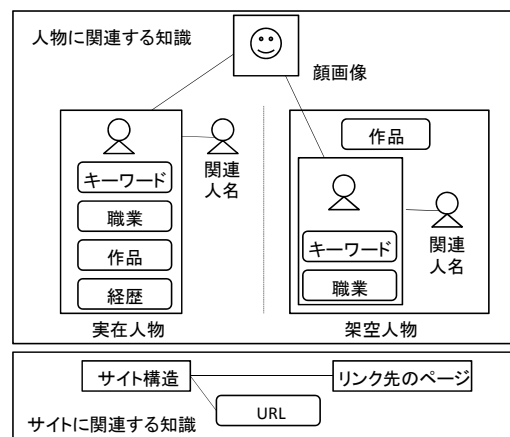 人物に関連する知識
顔画像
キーワード
職業
作品
経歴
関連
人名
実在人物
作品
キーワード
職業
関連
人名
架空人物
サイト構造
リンク先のページ
URL
サイトに関連する知識